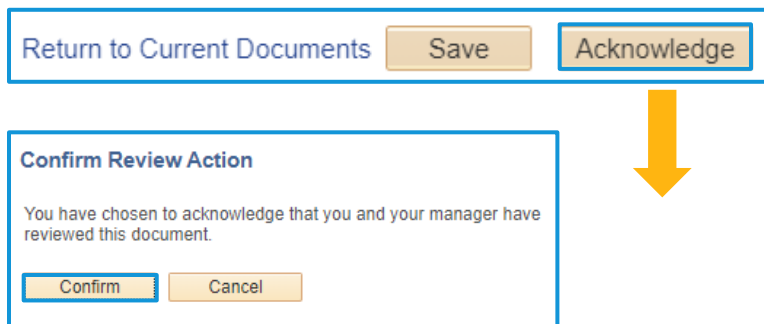 Return to Current Documents Save Acknowledge
Confirm Review Action
You have chosen to acknowledge that you and your manager have
reviewed this document.
Confirm Cancel